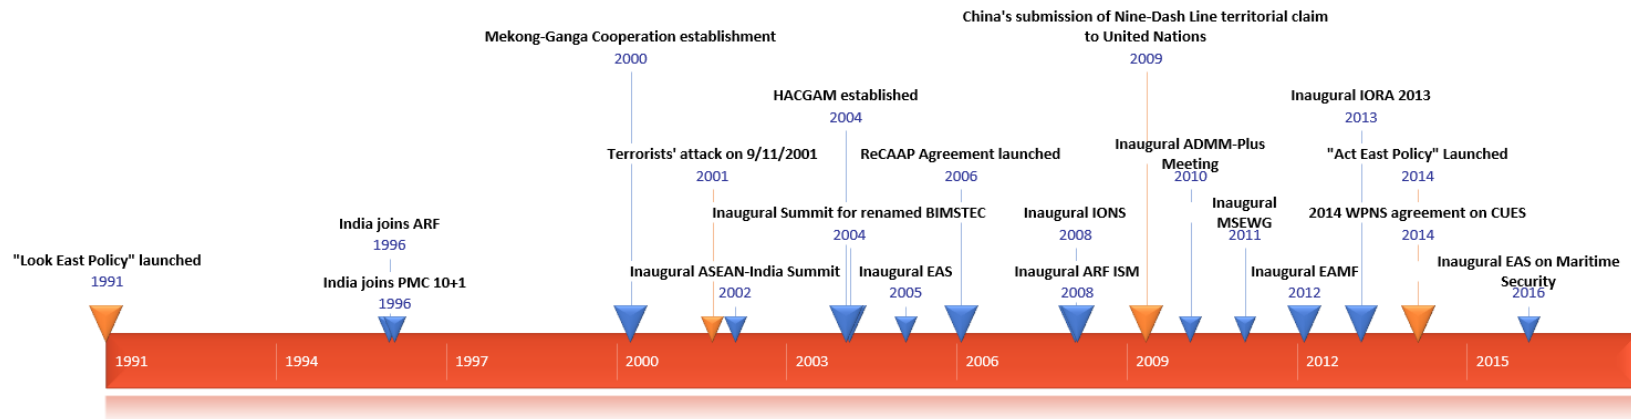 China's submission of Nine-Dash Line territorial claim
to United Nations
2009
Mekong-Ganga Cooperation establishment
2000
HACGAM established
2004
Inaugural IORA 2013
2013
Terrorists' attack on 9/11/2001
2001
ReCAAP Agreement launched
2006
Inaugural ADMM-Plus
Meeting
2010
"Act East Policy" Launched
2014
India joins ARF
1996
Inaugural Summit for renamed BIMSTEC
2004
Inaugural IONS
2008
Inaugural
MSEWG
2011
2014 WPNS agreement on CUES
2014
"Look East Policy" launched
1991
India joins PMC 10+1
1996
Inaugural ASEAN-India Summit
2002
Inaugural EAS
2005
Inaugural ARF ISM
2008
Inaugural EAMF
2012
Inaugural EAS on Maritime
Security
2016
1991 1994 1997 2000 2003 2006 2009 2012 2015